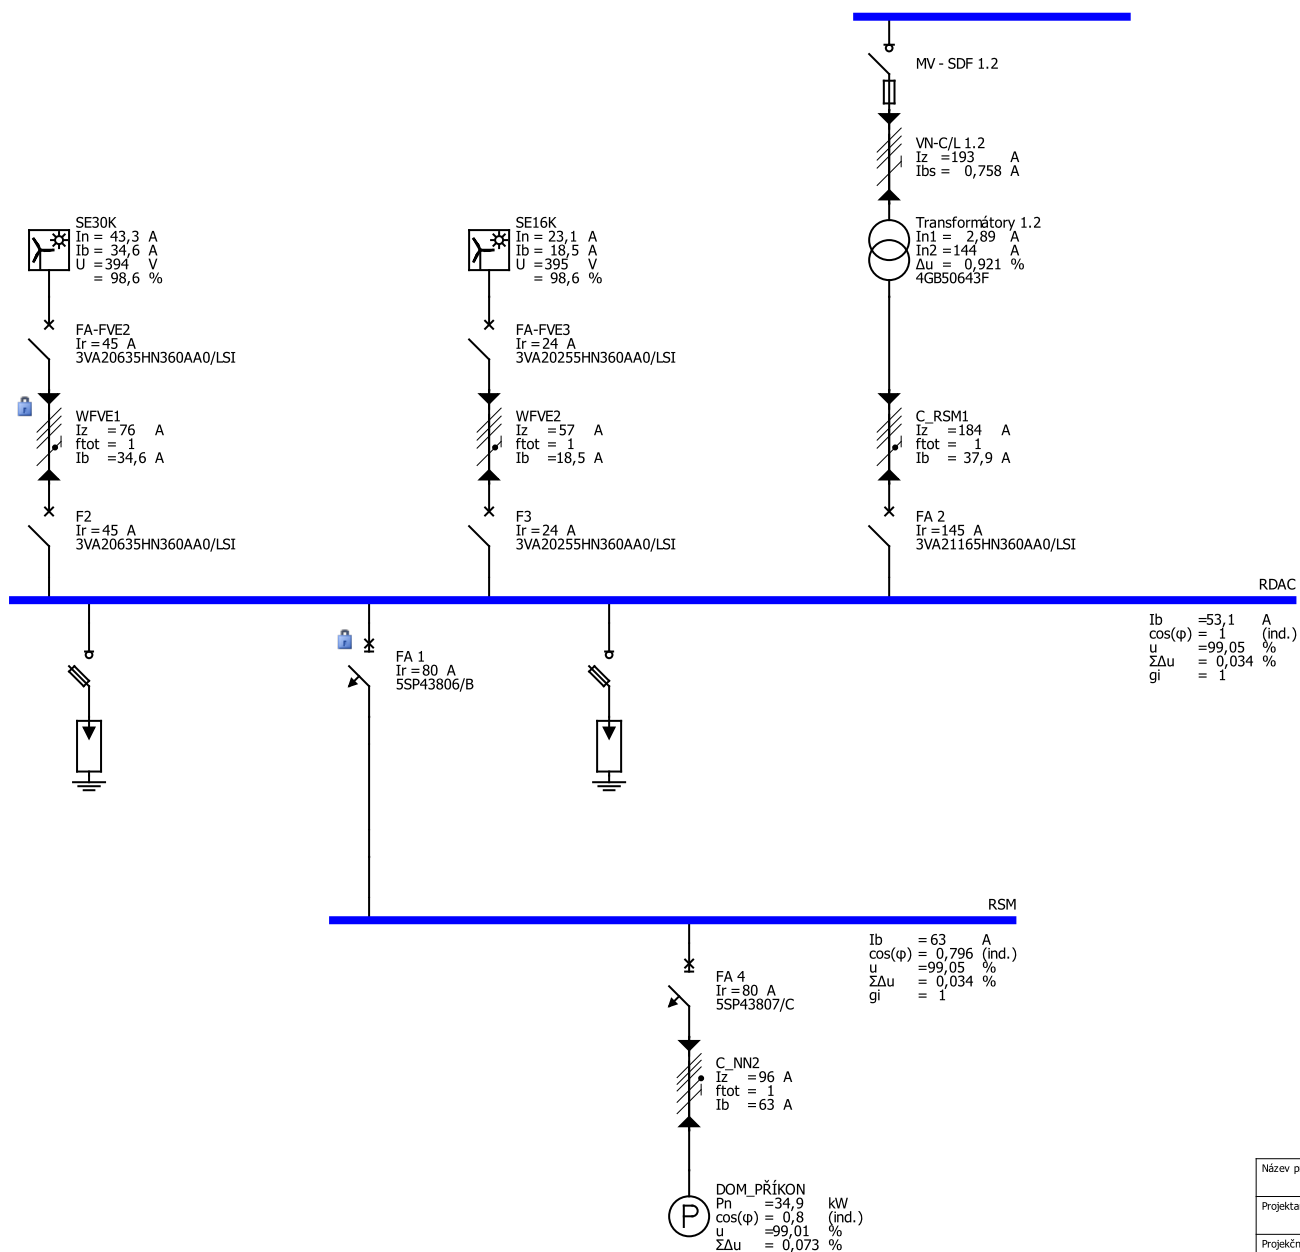 MV - SDF 1.2
VN-C/L 1.2
Iz =193 A
Ibs = 0,758 A
Transformátory 1.2
In1 = 2,89 A
In2 =144 A
Δu = 0,921 %
4GB50643F
SE30K
In = 43,3 A
Ib = 34,6 A
U =394 V
= 98,6 %
SE16K
In = 23,1 A
Ib = 18,5 A
U =395 V
= 98,6 %
FA-FVE2
Ir =45 A
3VA20635HN360AA0/LSI
FA-FVE3
Ir =24 A
3VA20255HN360AA0/LSI
WFVE1
Iz =76 A
ftot = 1
Ib =34,6 A
WFVE2
Iz =57 A
ftot = 1
Ib =18,5 A
C_RSM1
Iz =184 A
ftot = 1
Ib = 37,9 A
F2
Ir =45 A
3VA20635HN360AA0/LSI
F3
Ir =24 A
3VA20255HN360AA0/LSI
FA 2
Ir =145 A
3VA21165HN360AA0/LSI
RDAC
Ib =53,1 A
cos(φ) = 1 (ind.)
u =99,05 %
ΣΔu = 0,034 %
gi = 1
FA 1
Ir =80 A
5SP43806/B
RSM
Ib =63 A
cos(φ) = 0,796 (ind.)
u =99,05 %
ΣΔu = 0,034 %
gi = 1
FA 4
Ir =80 A
5SP43807/C
C_NN2
Iz =96 A
ftot = 1
Ib =63 A
DOM_PŘÍKON
Pn =34,9 kW
cos(φ) = 0,8 (ind.)
u =99,01 %
ΣΔu = 0,073 %
P
Název p
Projekta
Projekčn